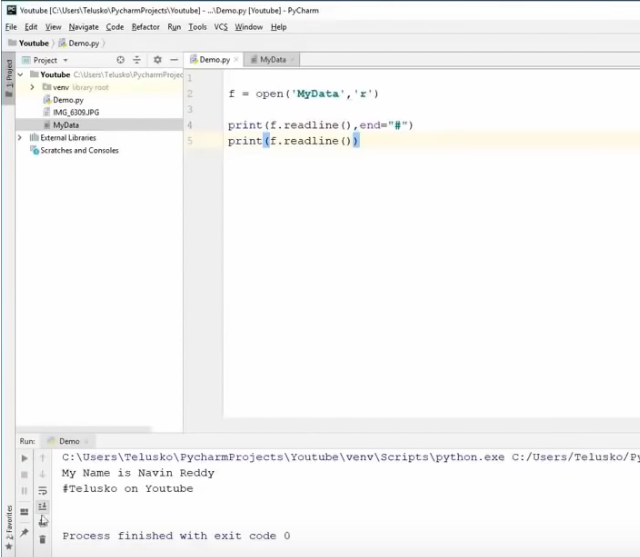 Youtube [C:\Users\Telusko\PycharmProjects\Youtube] - ...\Demo.py [Youtube] - PyCharm
File Edit View Navigate Code Refactor Run Tools VCS Window Help
Youtube Demo.py
1: Project
Project
Demo.py
MyData
Youtube C:\Users\Telusko\PycharmProjec
venv library root
Demo.py
IMG_6309.JPG
MyData
External Libraries
Scratches and Consoles
1
2 f = open('MyData','r')
3
4 print(f.readline(),end="#")
5 print(f.readline())
Run: Demo
C:\Users\Telusko\PycharmProjects\Youtube\venv\Scripts\python.exe C:/Users/Telusko/Py
My Name is Navin Reddy
#Telusko on Youtube
Process finished with exit code 0
2: Favorites